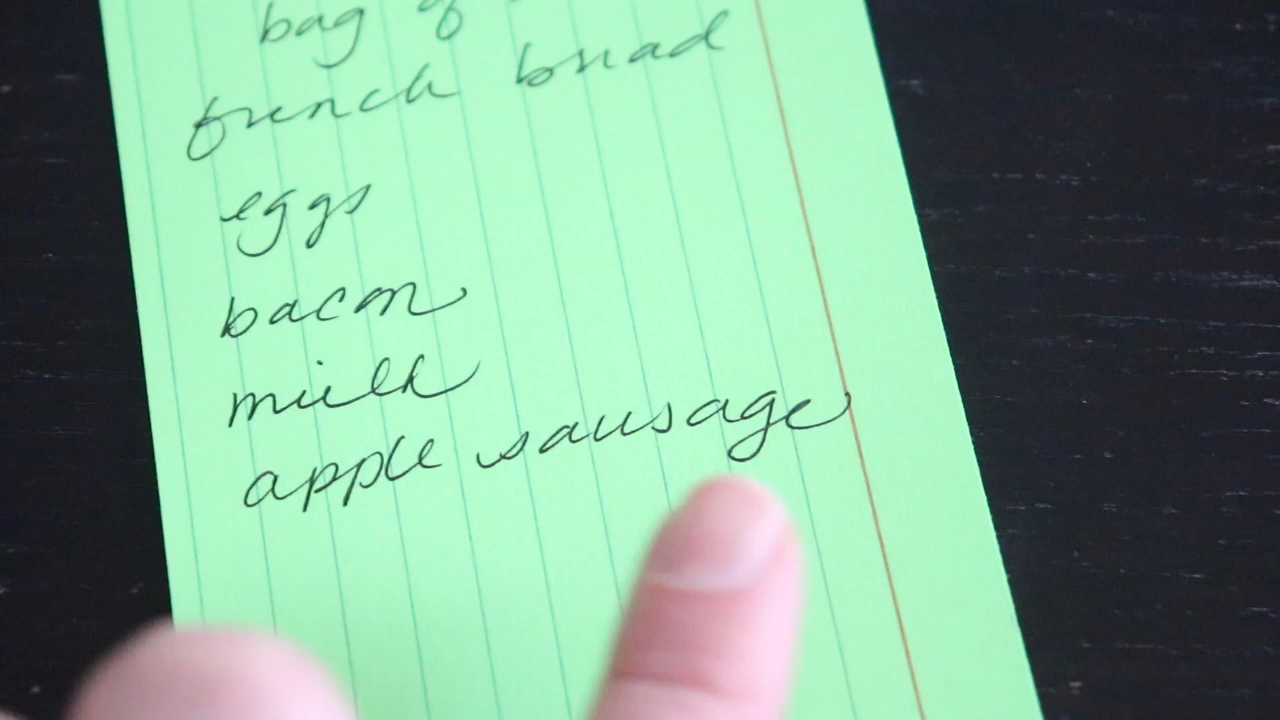 bag of
french bread
eggs
bacon
milk
apple sausage